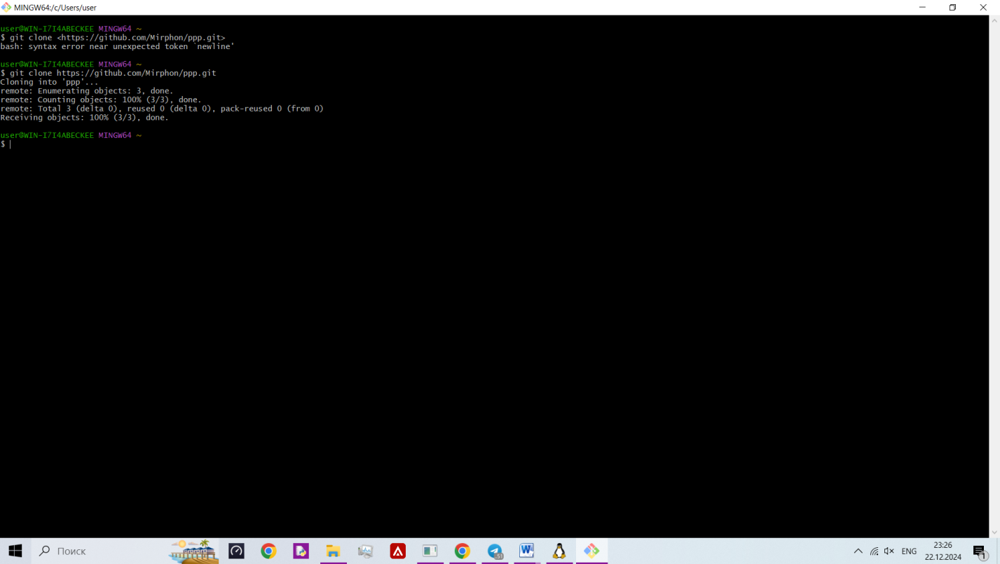 MINGW64:/c/Users/user
user@WIN-I7I4ABECKEE MINGW64 ~
$ git clone <https://github.com/Mirphon/ppp.git>
bash: syntax error near unexpected token `newline'
user@WIN-I7I4ABECKEE MINGW64 ~
$ git clone https://github.com/Mirphon/ppp.git
Cloning into 'ppp'...
remote: Enumerating objects: 3, done.
remote: Counting objects: 100% (3/3), done.
remote: Total 3 (delta 0), reused 0 (delta 0), pack-reused 0 (from 0)
Receiving objects: 100% (3/3), done.
user@WIN-I7I4ABECKEE MINGW64 ~
$
Поиск
ENG
23:26
22.12.2024
1